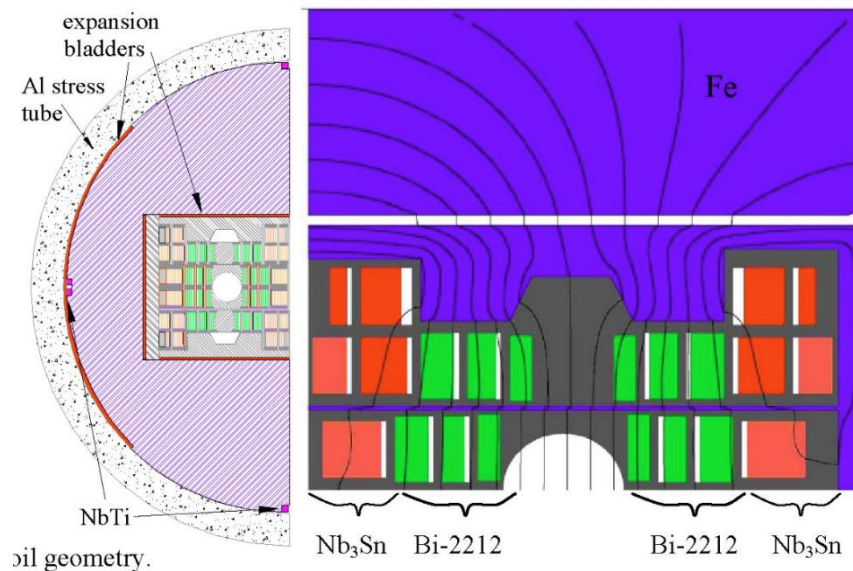 expansion
bladders
Al stress
tube
NbTi
Fe
Nb₃Sn
Bi-2212
Bi-2212
Nb₃Sn
oil geometry.